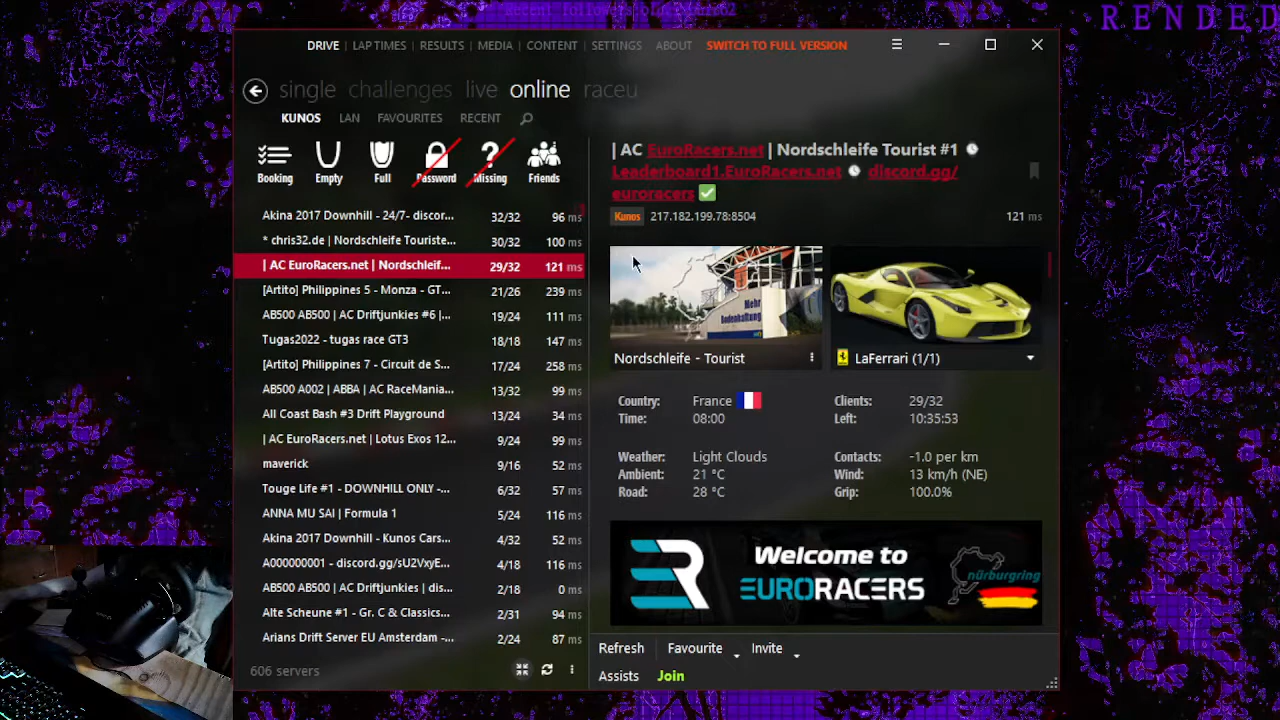 RENDED
DRIVE LAP TIMES RESULTS MEDIA CONTENT SETTINGS ABOUT SWITCH TO FULL VERSION
single challenges live online raceu
KUNOS LAN FAVOURITES RECENT
Booking Empty Full Password Missing Friends
Akina 2017 Downhill - 24/7- discor... 32/32 96 ms
* chris32.de | Nordschleife Touriste... 30/32 100 ms
| AC EuroRacers.net | Nordschleif... 29/32 121 ms
[Artito] Philippines 5 - Monza - GT... 21/26 239 ms
AB500 AB500 | AC Driftjunkies #6 |... 19/24 111 ms
Tugas2022 - tugas race GT3 18/18 147 ms
[Artito] Philippines 7 - Circuit de S... 17/24 258 ms
AB500 A002 | ABBA | AC RaceMania... 13/32 99 ms
All Coast Bash #3 Drift Playground 13/24 34 ms
| AC EuroRacers.net | Lotus Exos 12... 9/24 99 ms
maverick 9/16 52 ms
Touge Life #1 - DOWNHILL ONLY -... 6/32 57 ms
ANNA MU SAI | Formula 1 5/24 116 ms
Akina 2017 Downhill - Kunos Cars... 4/32 52 ms
A000000001 - discord.gg/sU2VxyE... 4/18 116 ms
AB500 AB500 | AC Driftjunkies | dis... 2/18 0 ms
Alte Scheune #1 - Gr. C & Classics... 2/31 94 ms
Arians Drift Server EU Amsterdam -... 2/24 87 ms
606 servers
| AC EuroRacers.net | Nordschleife Tourist #1
Leaderboard1.EuroRacers.net discord.gg/
euroracers
Kunos 217.182.199.78:8504 121 ms
Mehr
Bodenhaftung
Nordschleife - Tourist LaFerrari (1/1)
Country: France Clients: 29/32
Time: 08:00 Left: 10:35:53
Weather: Light Clouds Contacts: -1.0 per km
Ambient: 21 °C Wind: 13 km/h (NE)
Road: 28 °C Grip: 100.0%
Welcome to
EURORACERS
nürburgring
Refresh Favourite Invite
Assists Join